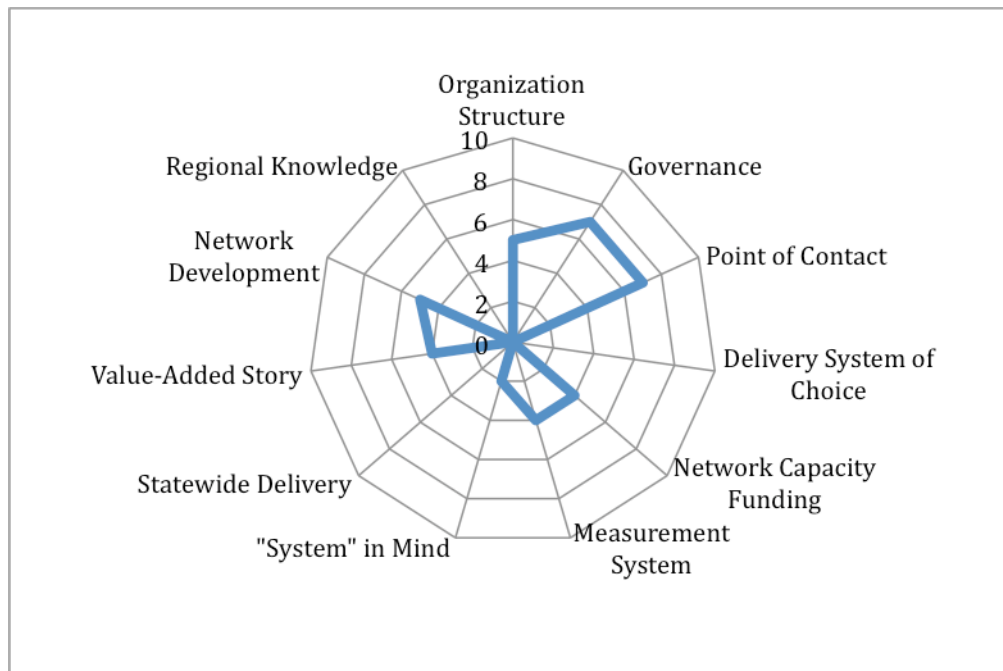 Organization
Structure
10
8
6
4
2
0
Governance
Point of Contact
Delivery System of
Choice
Network Capacity
Funding
Measurement
System
"System" in Mind
Statewide Delivery
Value-Added Story
Network
Development
Regional Knowledge